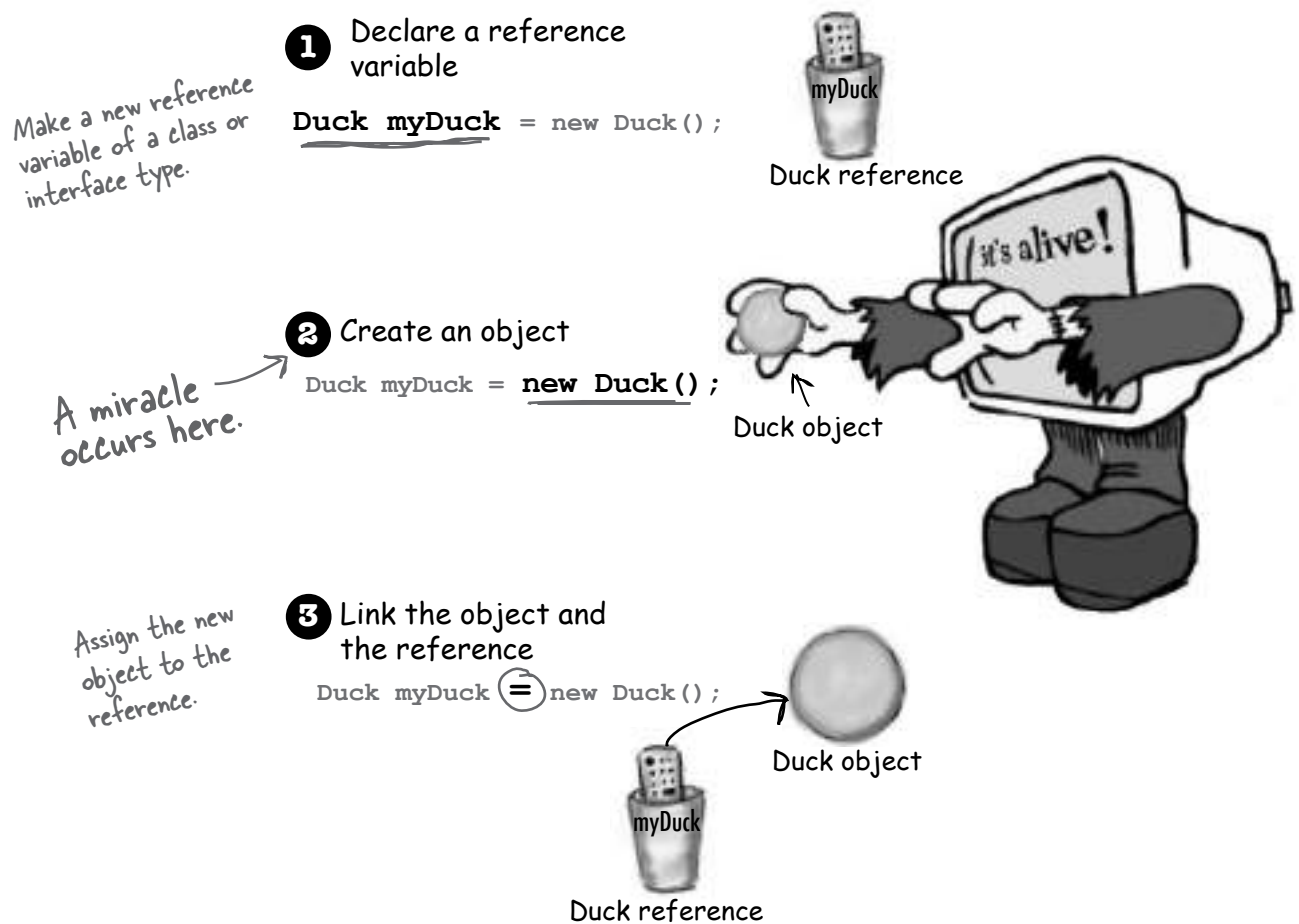 1 Declare a reference
variable
Make a new reference
variable of a class or
interface type.
Duck myDuck = new Duck();
myDuck
Duck reference
it's alive!
2 Create an object
Duck myDuck = new Duck();
A miracle
occurs here.
Duck object
3 Link the object and
the reference
Assign the new
object to the
reference.
Duck myDuck = new Duck();
Duck object
myDuck
Duck reference